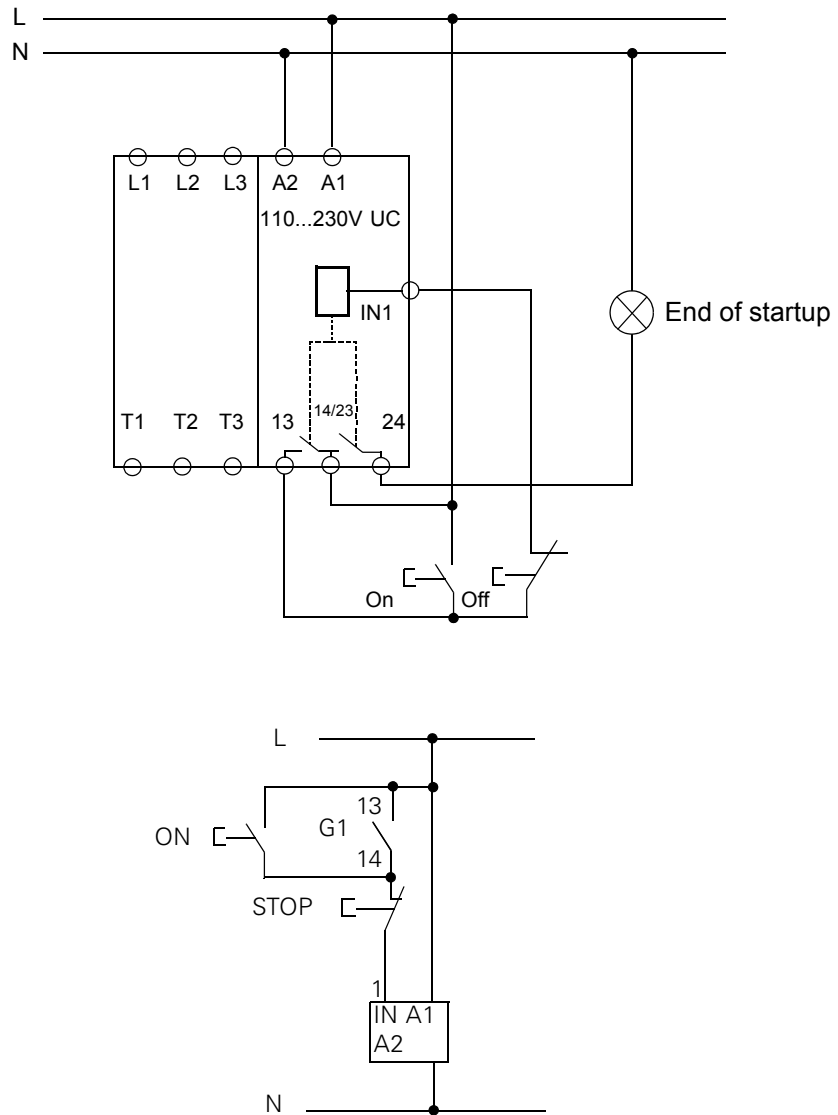 L
N
L1 L2 L3 A2 A1
110...230V UC
IN1
End of startup
T1 T2 T3 13 14/23 24
On Off
L
13
ON G1
14
STOP
1
IN A1
A2
N